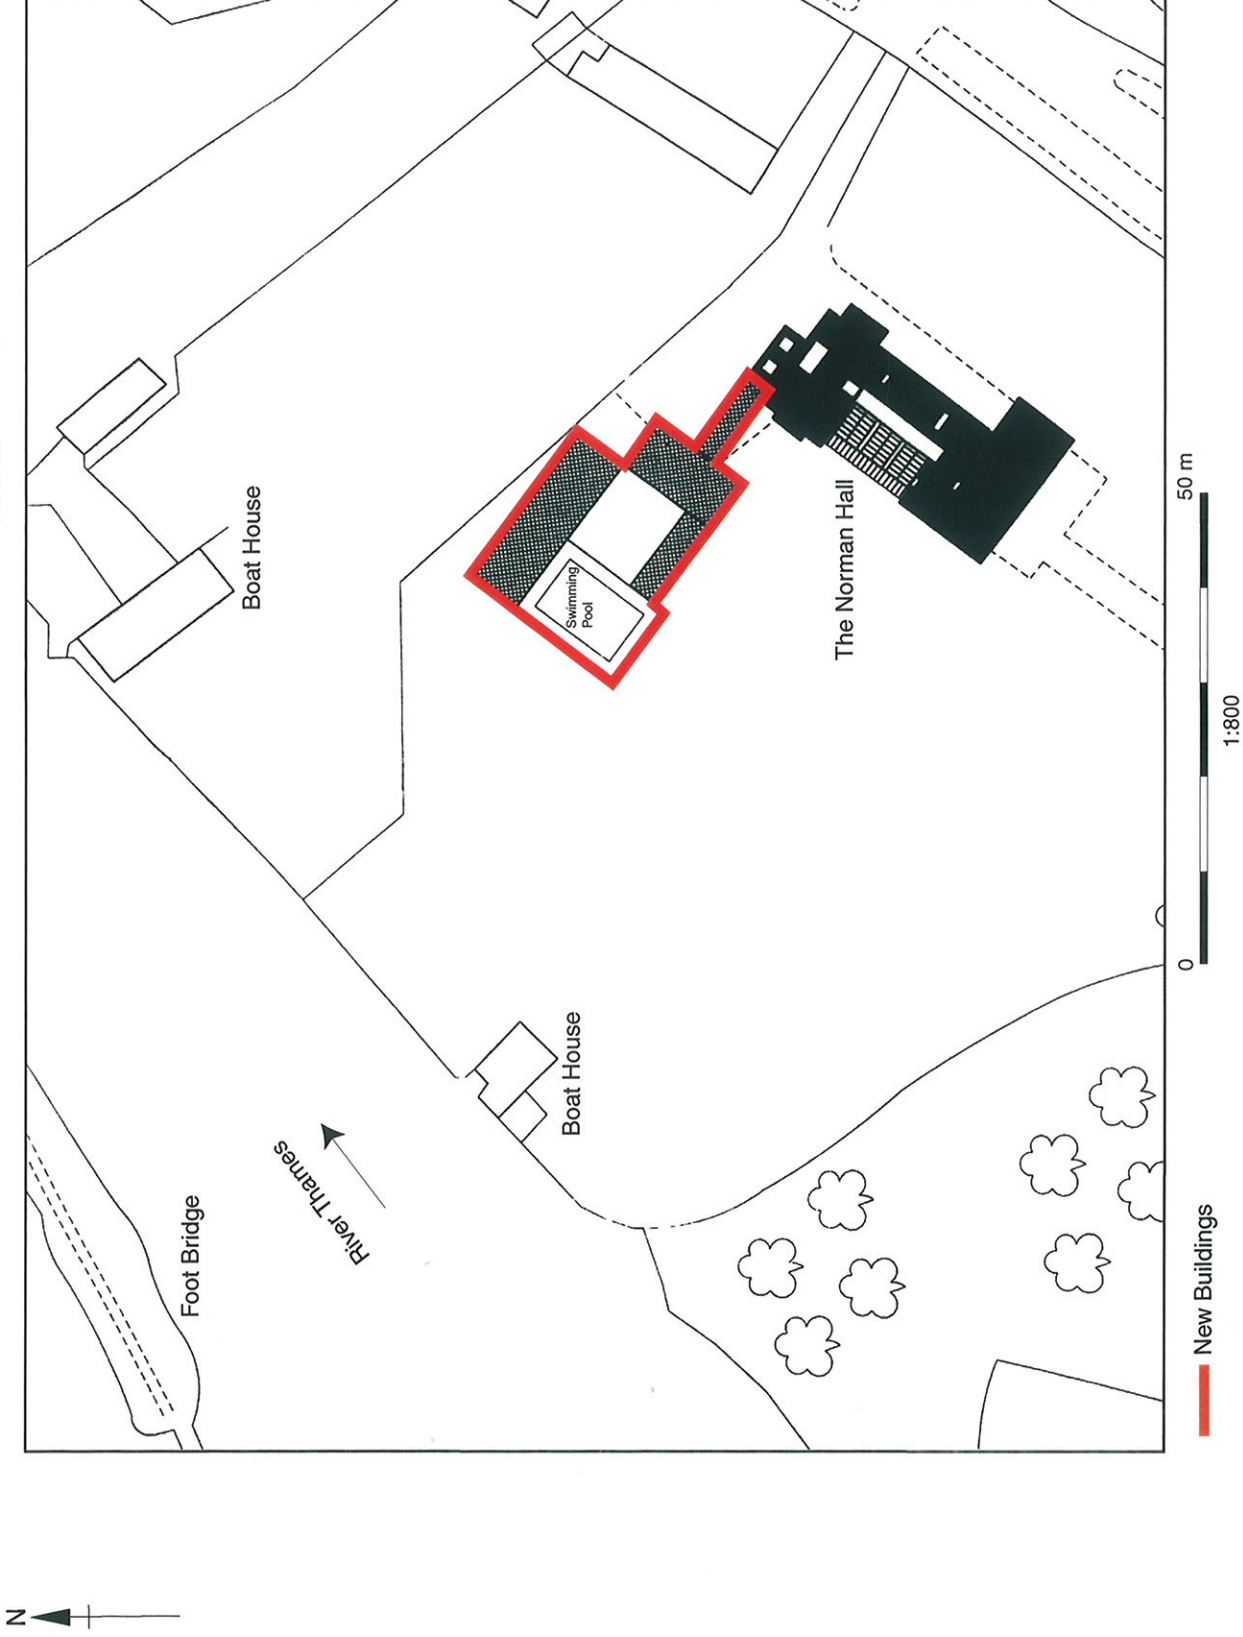 N
Foot Bridge
River Thames
Boat House
Boat House
Swimming
Pool
The Norman Hall
New Buildings
0
50 m
1:800